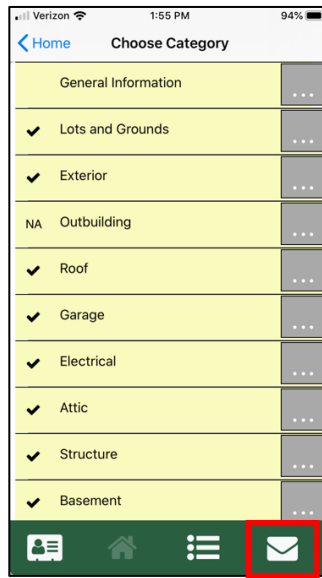 Verizon 1:55 PM 94%
Home Choose Category
General Information ...
Lots and Grounds ...
Exterior ...
NA Outbuilding ...
Roof ...
Garage ...
Electrical ...
Attic ...
Structure ...
Basement ...